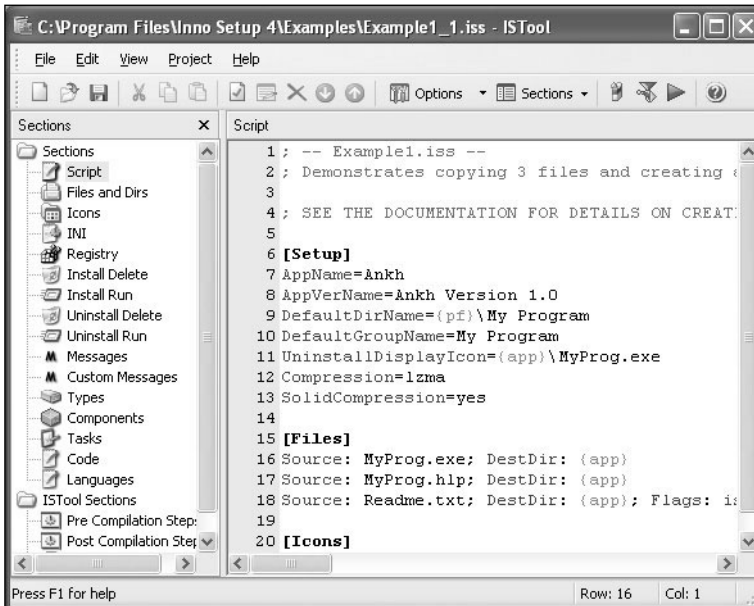 C:\Program Files\Inno Setup 4\Examples\Example1_1.iss - ISTool
File Edit View Project Help
Options Sections
Sections
Sections
Script
Files and Dirs
Icons
INI
Registry
Install Delete
Install Run
Uninstall Delete
Uninstall Run
Messages
Custom Messages
Types
Components
Tasks
Code
Languages
ISTool Sections
Pre Compilation Step
Post Compilation Step
Script
1 ; -- Example1.iss --
2 ; Demonstrates copying 3 files and creating a
3
4 ; SEE THE DOCUMENTATION FOR DETAILS ON CREAT
5
6 [Setup]
7 AppName=Ankh
8 AppVerName=Ankh Version 1.0
9 DefaultDirName={pf}\My Program
10 DefaultGroupName=My Program
11 UninstallDisplayIcon={app}\MyProg.exe
12 Compression=lzma
13 SolidCompression=yes
14
15 [Files]
16 Source: MyProg.exe; DestDir: {app}
17 Source: MyProg.hlp; DestDir: {app}
18 Source: Readme.txt; DestDir: {app}; Flags: is
19
20 [Icons]
Press F1 for help
Row: 16 Col: 1